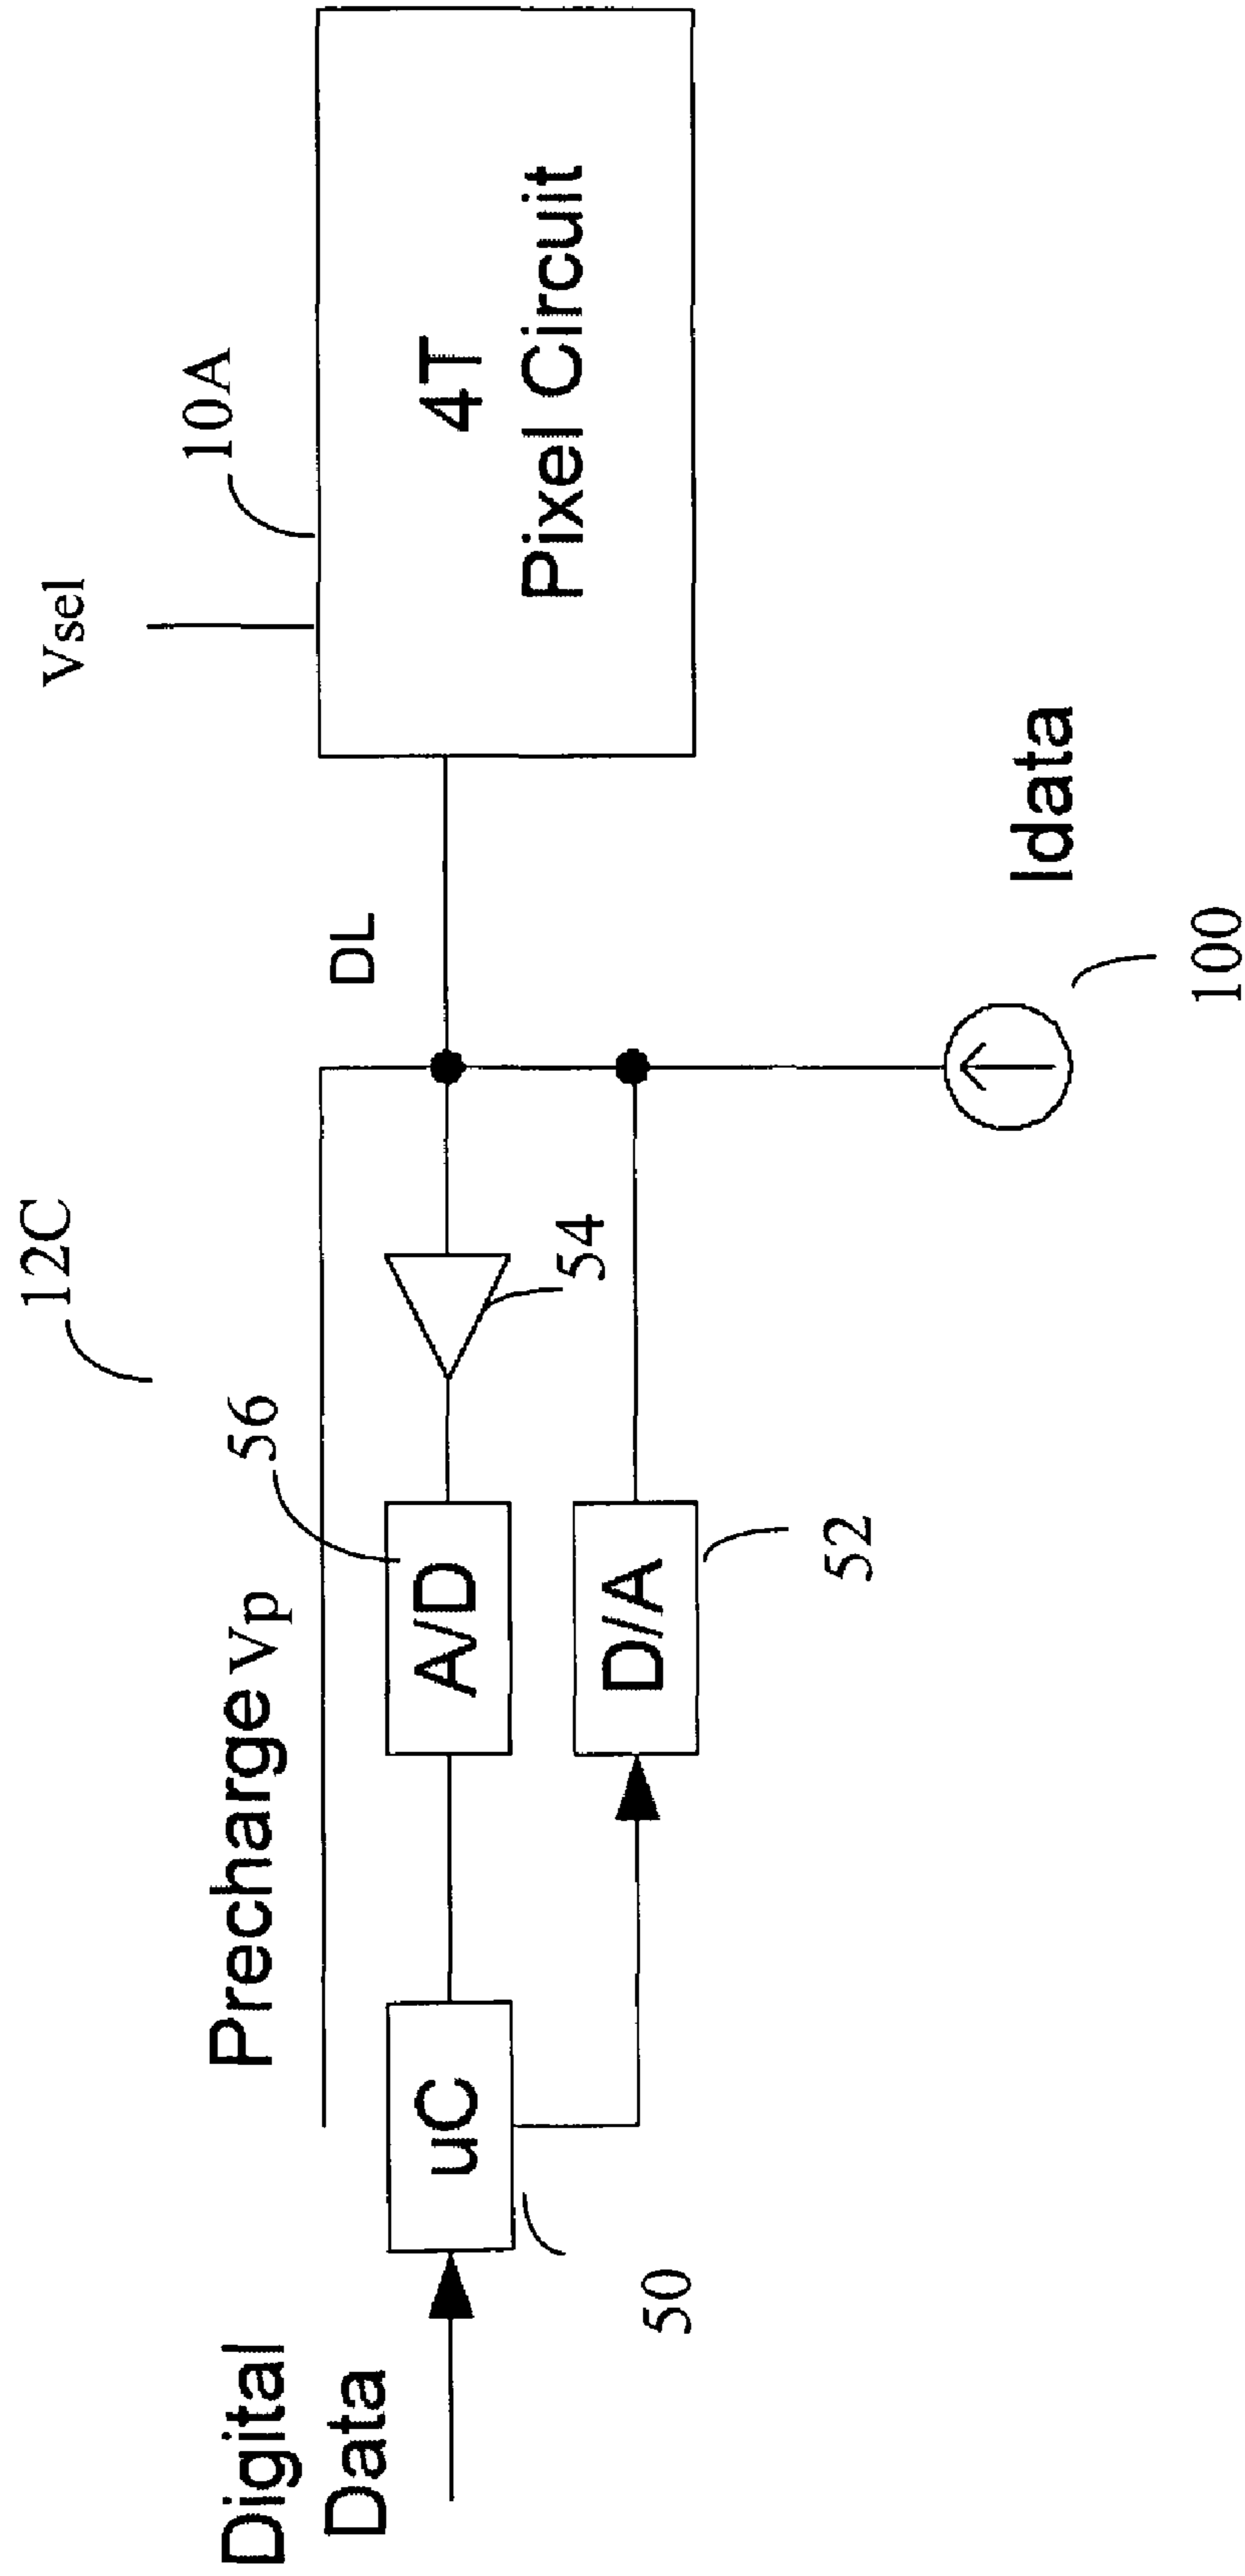 12C
Vsel
10A
Precharge Vp
56
Digital
Data
uC
A/D
54
DL
4T
Pixel Circuit
50
D/A
52
Idata
100